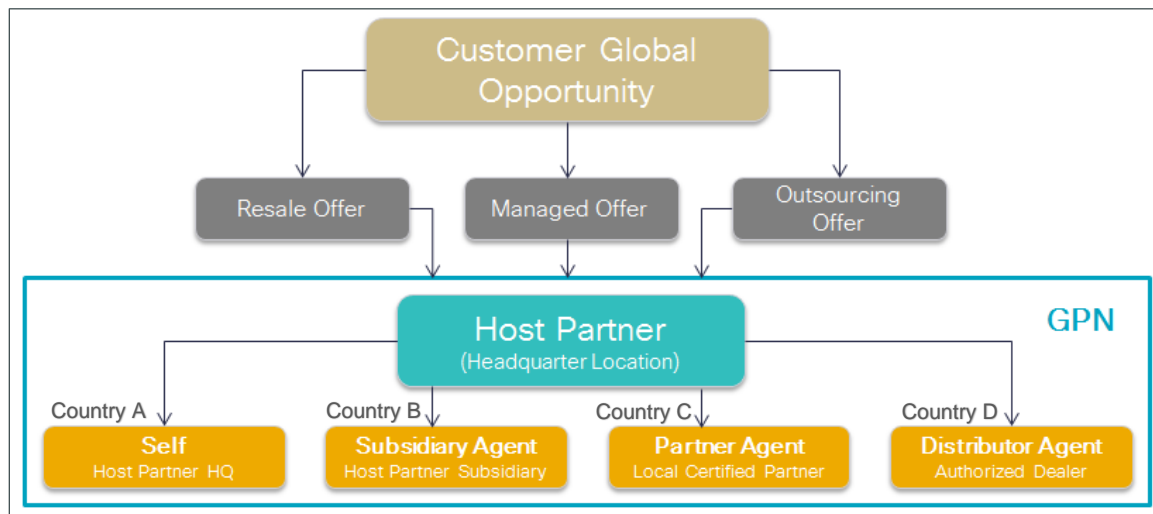 Customer Global
Opportunity
Resale Offer
Managed Offer
Outsourcing
Offer
GPN
Host Partner
(Headquarter Location)
Country A
Country B
Country C
Country D
Self
Host Partner HQ
Subsidiary Agent
Host Partner Subsidiary
Partner Agent
Local Certified Partner
Distributor Agent
Authorized Dealer